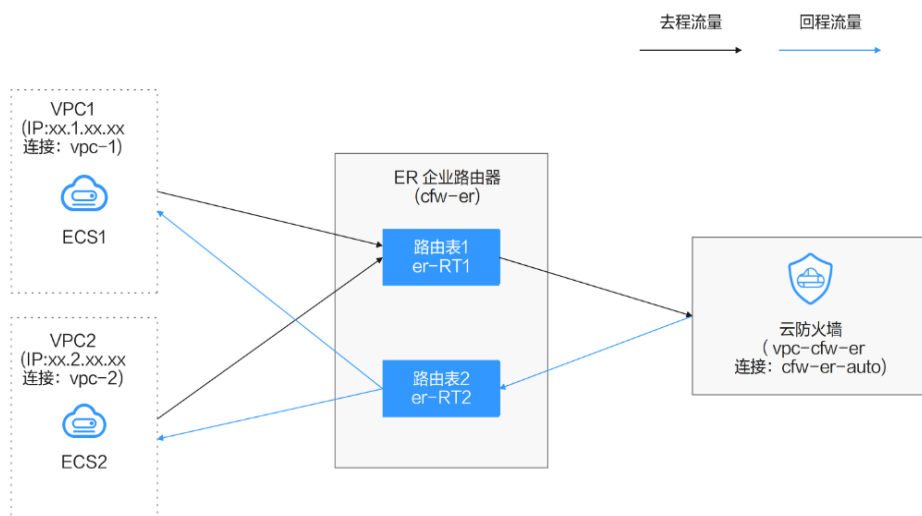 去程流量
回程流量
VPC1
(IP:xx.1.xx.xx
连接：vpc-1)
ECS1
VPC2
(IP:xx.2.xx.xx
连接：vpc-2)
ECS2
ER 企业路由器
(cfw-er)
路由表1
er-RT1
路由表2
er-RT2
云防火墙
（ vpc-cfw-er
连接：cfw-er-auto)